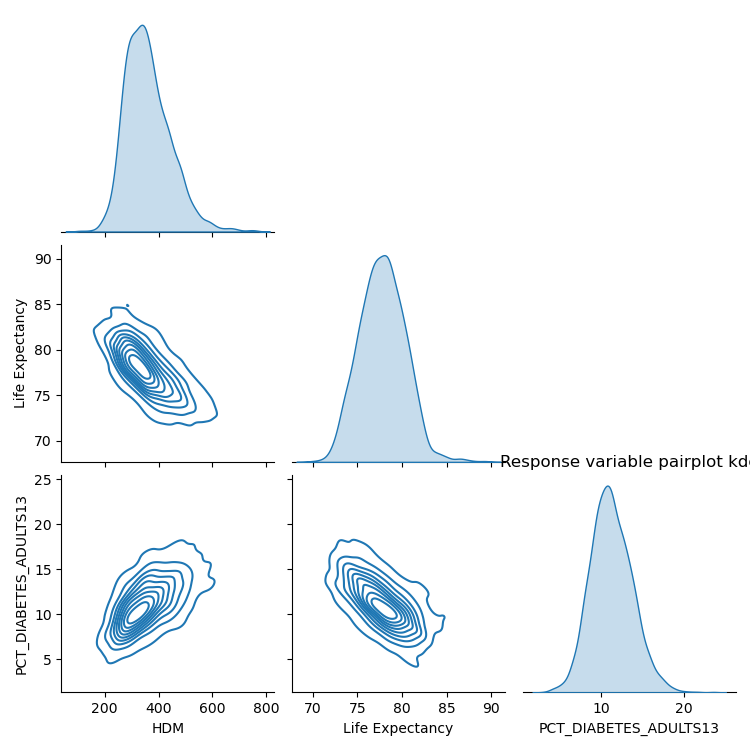 90
85
80
75
70
Life Expectancy
Response variable pairplot kd
25
20
15
10
5
PCT_DIABETES_ADULTS13
200 400 600 800
HDM
70 75 80 85 90
Life Expectancy
10 20
PCT_DIABETES_ADULTS13